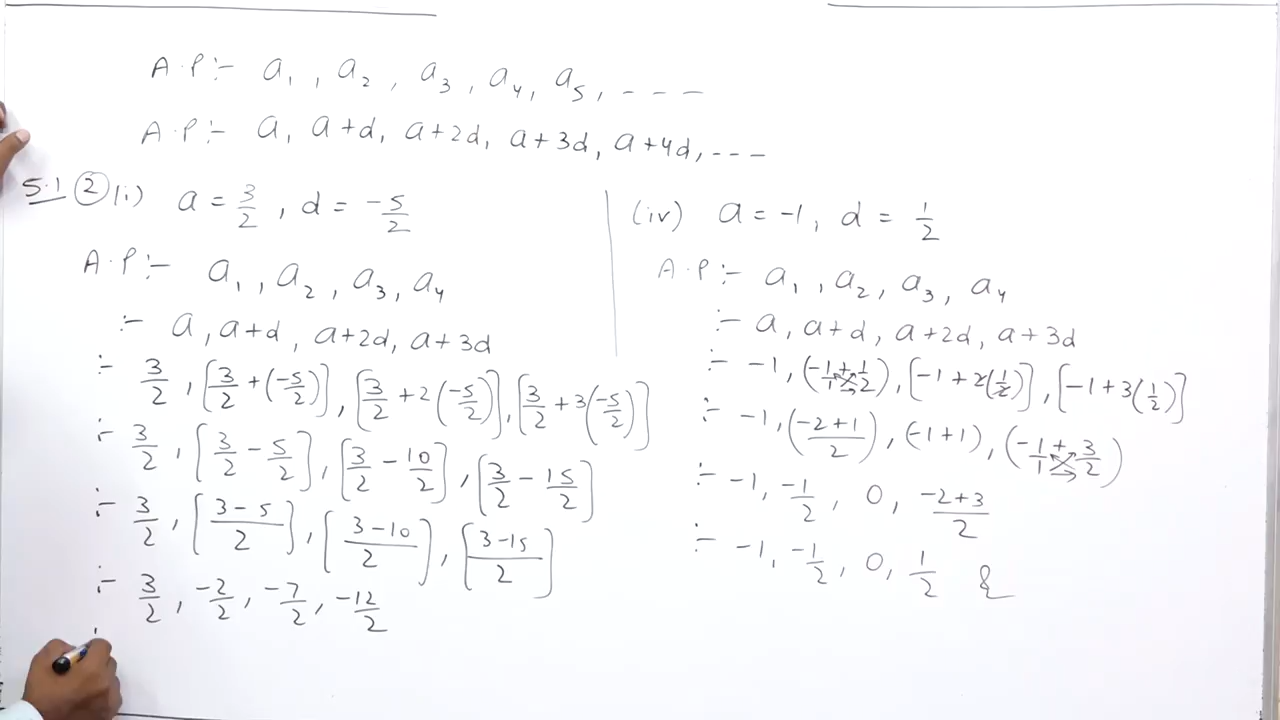 A.P :- a₁, a₂, a₃, a₄, a₅, - - -
A.P :- a, a+d, a+2d, a+3d, a+4d, - - -
5.1 ② (i) a = 3/2, d = -5/2
A.P :- a₁, a₂, a₃, a₄
:- a, a+d, a+2d, a+3d
:- 3/2, [3/2 + (-5/2)], [3/2 + 2(-5/2)], [3/2 + 3(-5/2)]
:- 3/2, [3/2 - 5/2], [3/2 - 10/2], [3/2 - 15/2]
:- 3/2, [(3-5)/2], [(3-10)/2], [(3-15)/2]
:- 3/2, -2/2, -7/2, -12/2
(iv) a = -1, d = 1/2
A.P :- a₁, a₂, a₃, a₄
:- a, a+d, a+2d, a+3d
:- -1, (-1/1 + 1/2), [-1 + 2(1/2)], [-1 + 3(1/2)]
:- -1, ((-2+1)/2), (-1+1), (-1/1 + 3/2)
:- -1, -1/2, 0, (-2+3)/2
:- -1, -1/2, 0, 1/2